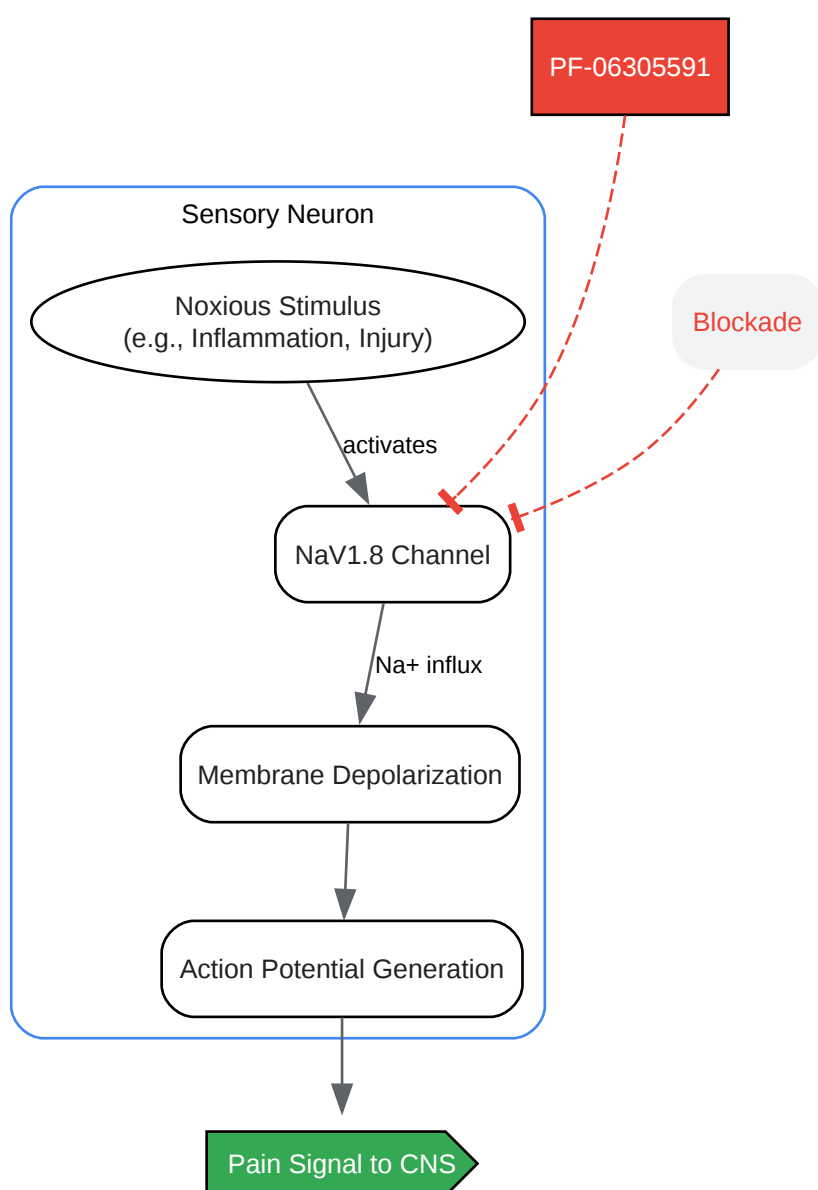 PF-06305591
Sensory Neuron
Noxious Stimulus
(e.g., Inflammation, Injury)
Blockade
activates
NaV1.8 Channel
Na+ influx
Membrane Depolarization
Action Potential Generation
Pain Signal to CNS